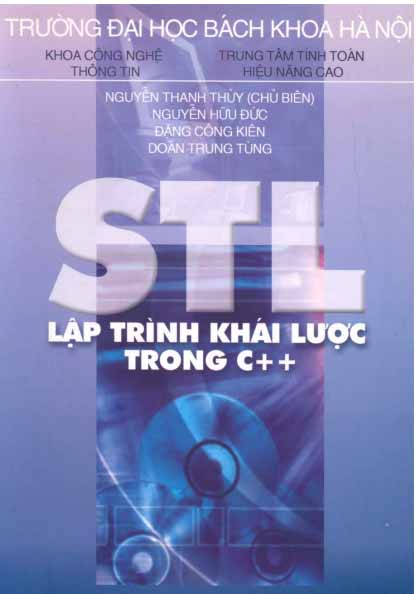 TRƯỜNG ĐẠI HỌC BÁCH KHOA HÀ NỘI
KHOA CÔNG NGHỆ
THÔNG TIN
TRUNG TÂM TÍNH TOÁN
HIỆU NĂNG CAO
NGUYỄN THANH THỦY (CHỦ BIÊN)
NGUYỄN HỮU ĐỨC
ĐẶNG CÔNG KIÊN
DOÃN TRUNG TÙNG
STL
LẬP TRÌNH KHÁI LƯỢC
TRONG C++